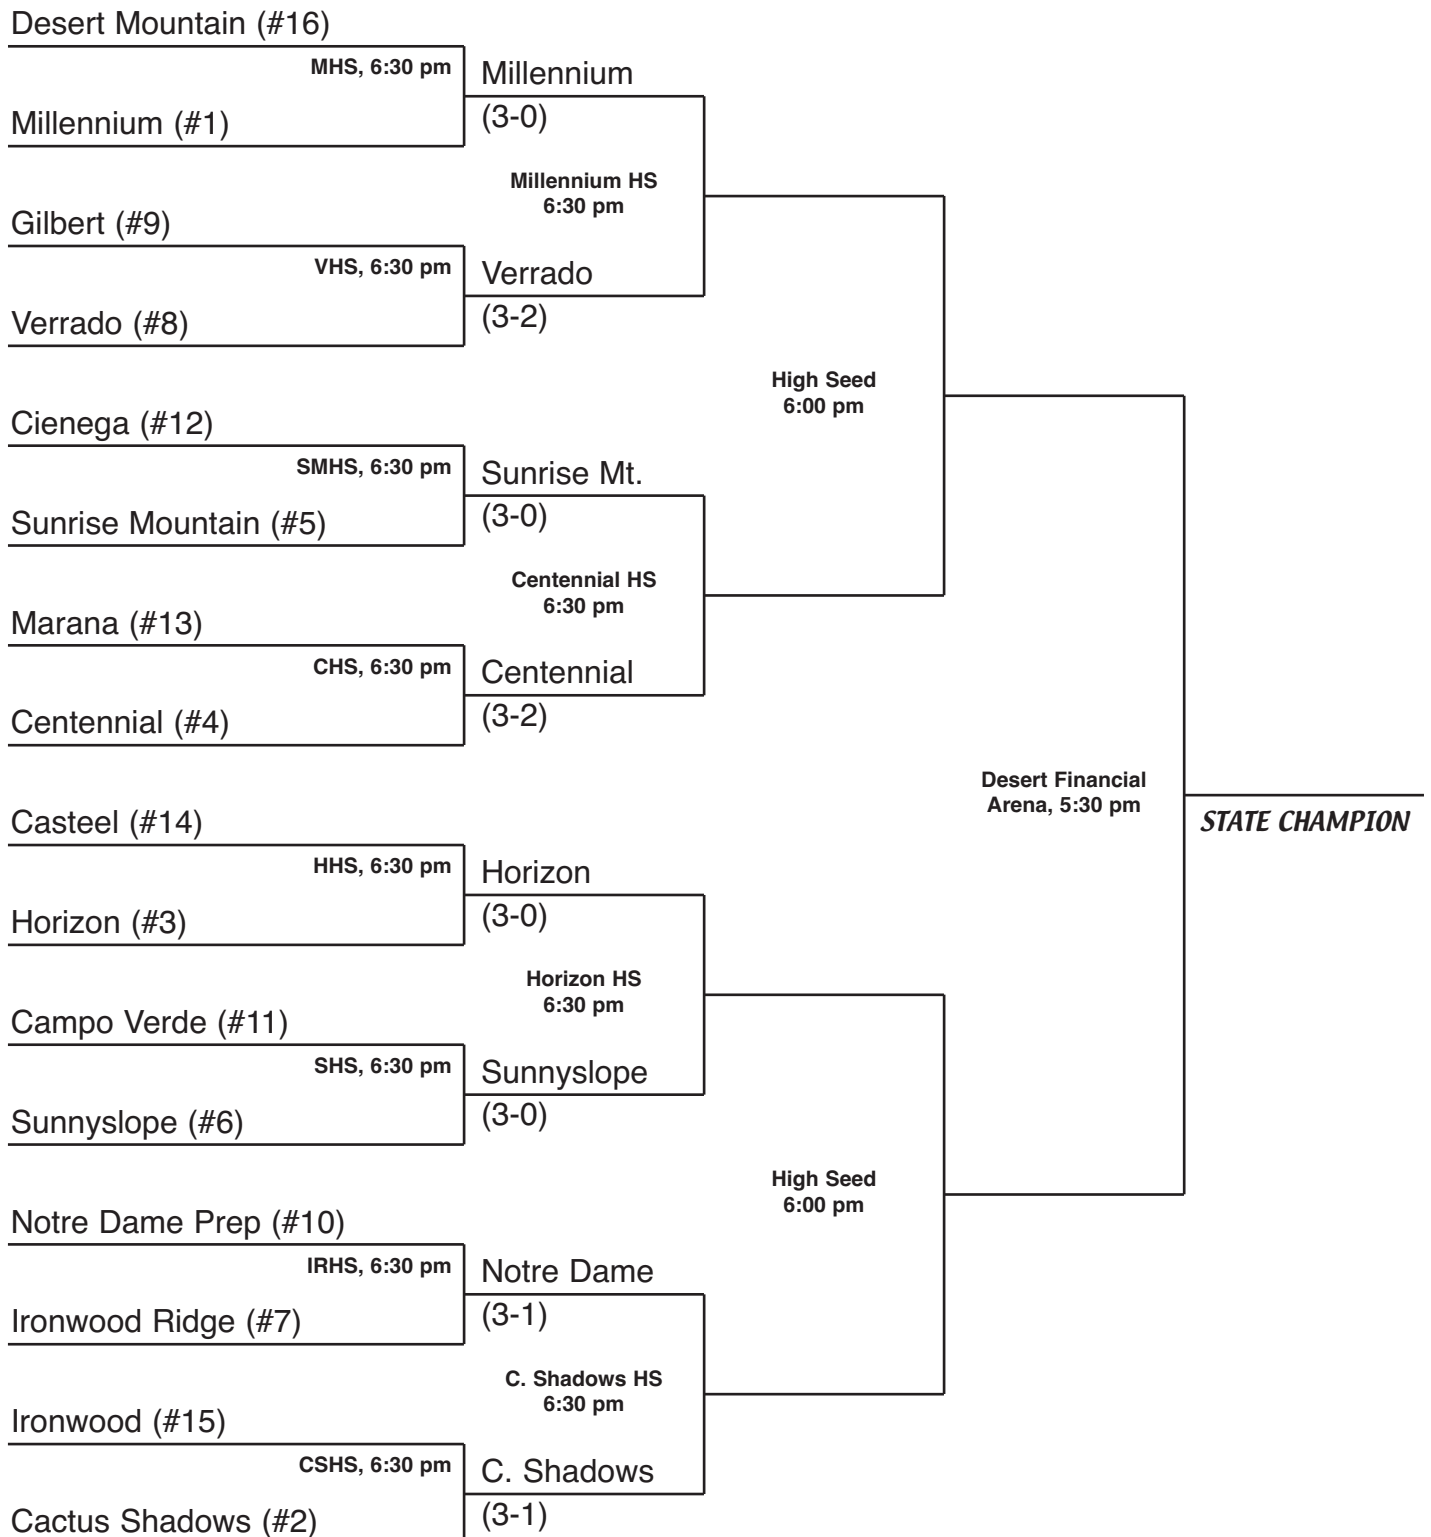 Desert Mountain (#16)
MHS, 6:30 pm
Millennium (#1)
Millennium
(3-0)
Millennium HS
6:30 pm
Gilbert (#9)
VHS, 6:30 pm
Verrado (#8)
Verrado
(3-2)
High Seed
6:00 pm
Cienega (#12)
SMHS, 6:30 pm
Sunrise Mountain (#5)
Sunrise Mt.
(3-0)
Centennial HS
6:30 pm
Marana (#13)
CHS, 6:30 pm
Centennial (#4)
Centennial
(3-2)
Desert Financial
Arena, 5:30 pm
STATE CHAMPION
Casteel (#14)
HHS, 6:30 pm
Horizon (#3)
Horizon
(3-0)
Horizon HS
6:30 pm
Campo Verde (#11)
SHS, 6:30 pm
Sunnyslope (#6)
Sunnyslope
(3-0)
High Seed
6:00 pm
Notre Dame Prep (#10)
IRHS, 6:30 pm
Ironwood Ridge (#7)
Notre Dame
(3-1)
C. Shadows HS
6:30 pm
Ironwood (#15)
CSHS, 6:30 pm
Cactus Shadows (#2)
C. Shadows
(3-1)